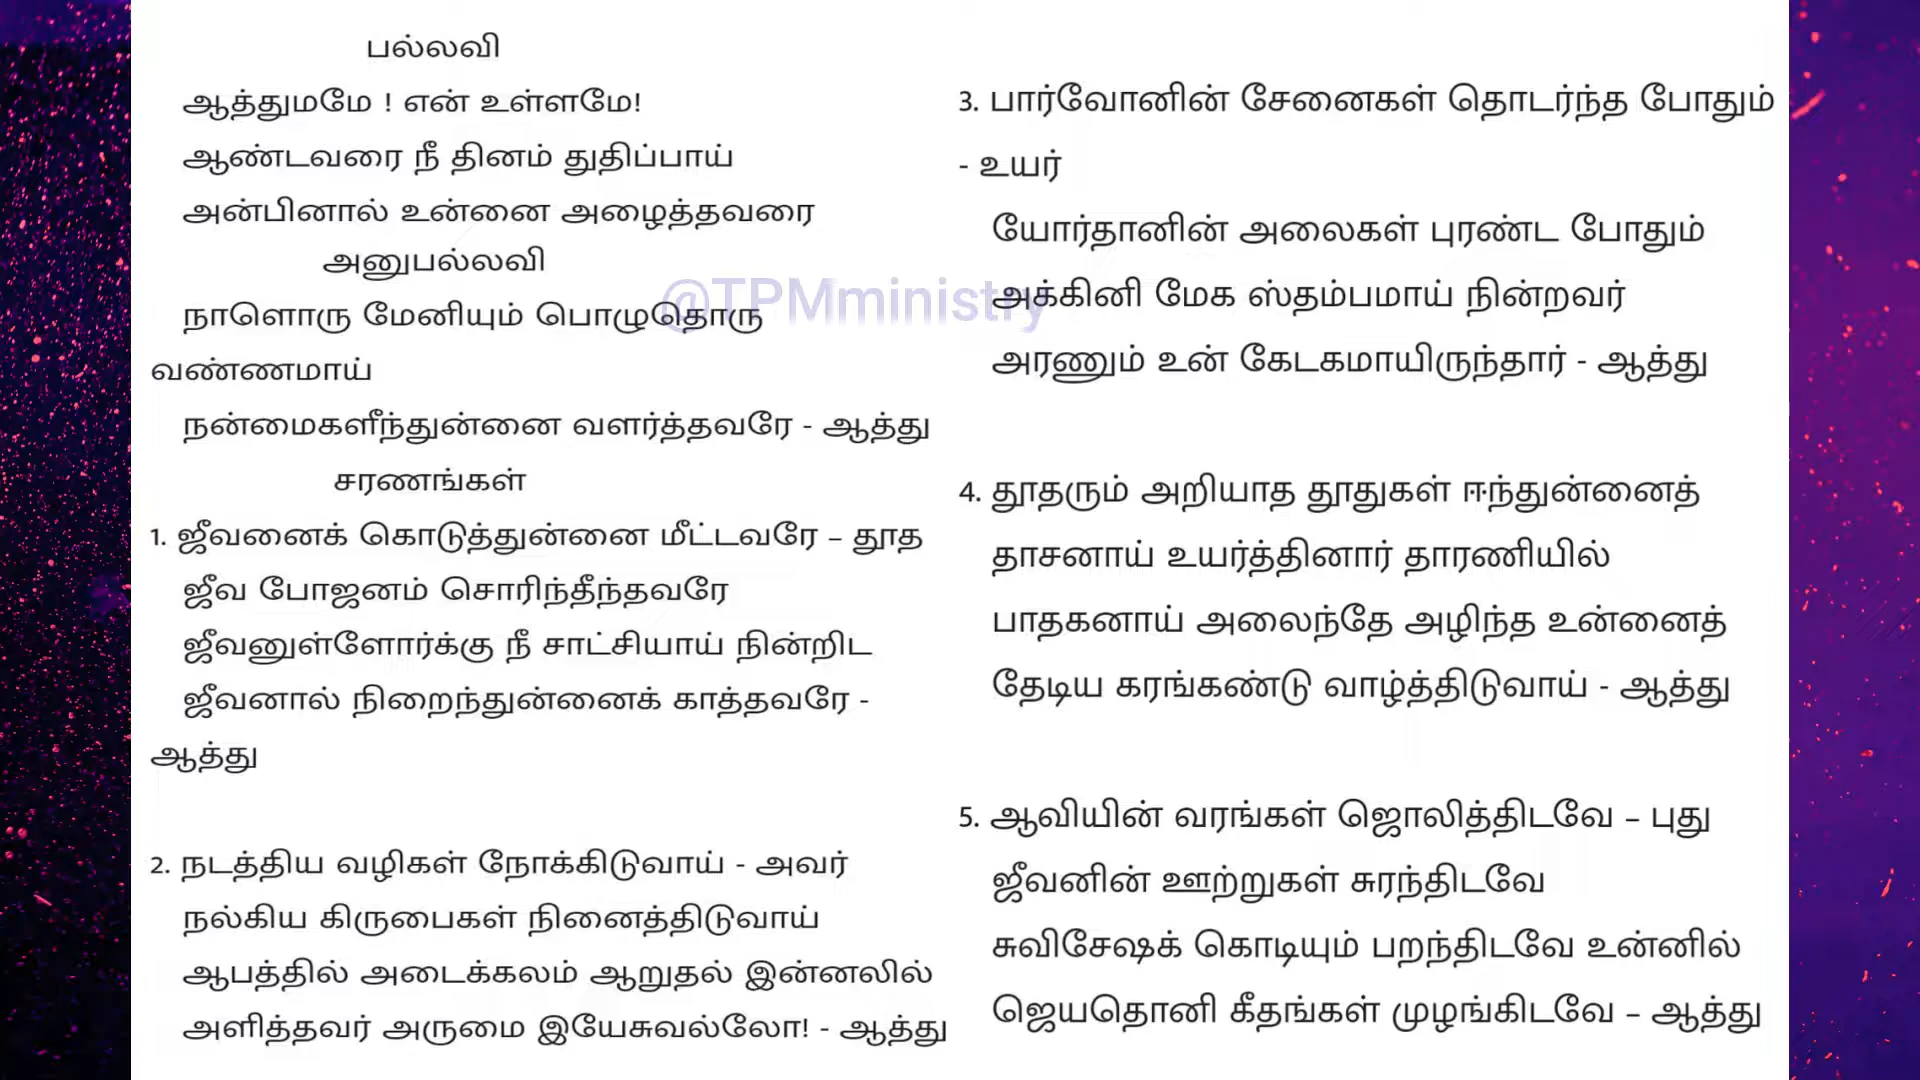 பல்லவி
ஆத்துமமே ! என் உள்ளமே!
ஆண்டவரை நீ தினம் துதிப்பாய்
அன்பினால் உன்னை அழைத்தவரை
அனுபல்லவி
நாளொரு மேனியும் பொழுதொரு
வண்ணமாய்
நன்மைகளீந்துன்னை வளர்த்தவரே - ஆத்து
சரணங்கள்
1. ஜீவனைக் கொடுத்துன்னை மீட்டவரே – தூத
ஜீவ போஜனம் சொரிந்தீந்தவரே
ஜீவனுள்ளோர்க்கு நீ சாட்சியாய் நின்றிட
ஜீவனால் நிறைந்துன்னைக் காத்தவரே -
ஆத்து
2. நடத்திய வழிகள் நோக்கிடுவாய் - அவர்
நல்கிய கிருபைகள் நினைத்திடுவாய்
ஆபத்தில் அடைக்கலம் ஆறுதல் இன்னலில்
அளித்தவர் அருமை இயேசுவல்லோ! - ஆத்து
3. பார்வோனின் சேனைகள் தொடர்ந்த போதும்
- உயர்
யோர்தானின் அலைகள் புரண்ட போதும்
அக்கினி மேக ஸ்தம்பமாய் நின்றவர்
அரணும் உன் கேடகமாயிருந்தார் - ஆத்து
4. தூதரும் அறியாத தூதுகள் ஈந்துன்னைத்
தாசனாய் உயர்த்தினார் தாரணியில்
பாதகனாய் அலைந்தே அழிந்த உன்னைத்
தேடிய கரங்கண்டு வாழ்த்திடுவாய் - ஆத்து
5. ஆவியின் வரங்கள் ஜொலித்திடவே – புது
ஜீவனின் ஊற்றுகள் சுரந்திடவே
சுவிசேஷக் கொடியும் பறந்திடவே உன்னில்
ஜெயதொனி கீதங்கள் முழங்கிடவே – ஆத்து
@TPMministry